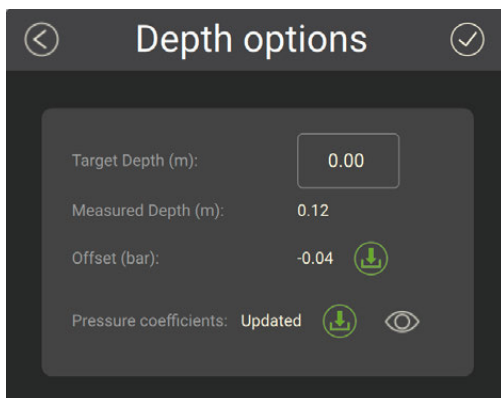 Depth options
Target Depth (m): 0.00
Measured Depth (m): 0.12
Offset (bar): -0.04
Pressure coefficients: Updated